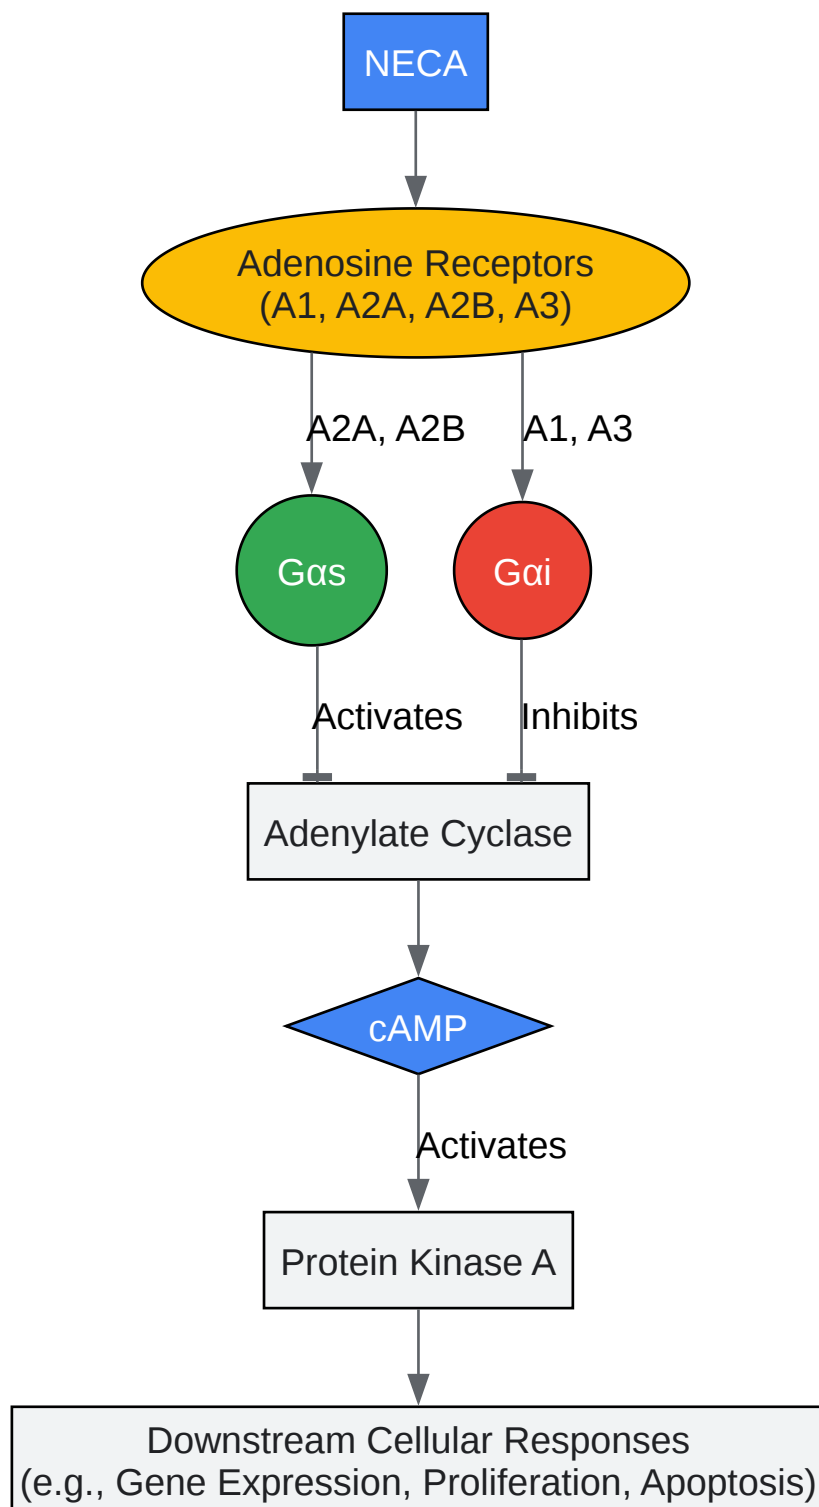 NECA
Adenosine Receptors
(A1, A2A, A2B, A3)
A2A, A2B
A1, A3
Gαs
Gαi
Activates
Inhibits
Adenylate Cyclase
cAMP
Activates
Protein Kinase A
Downstream Cellular Responses
(e.g., Gene Expression, Proliferation, Apoptosis)